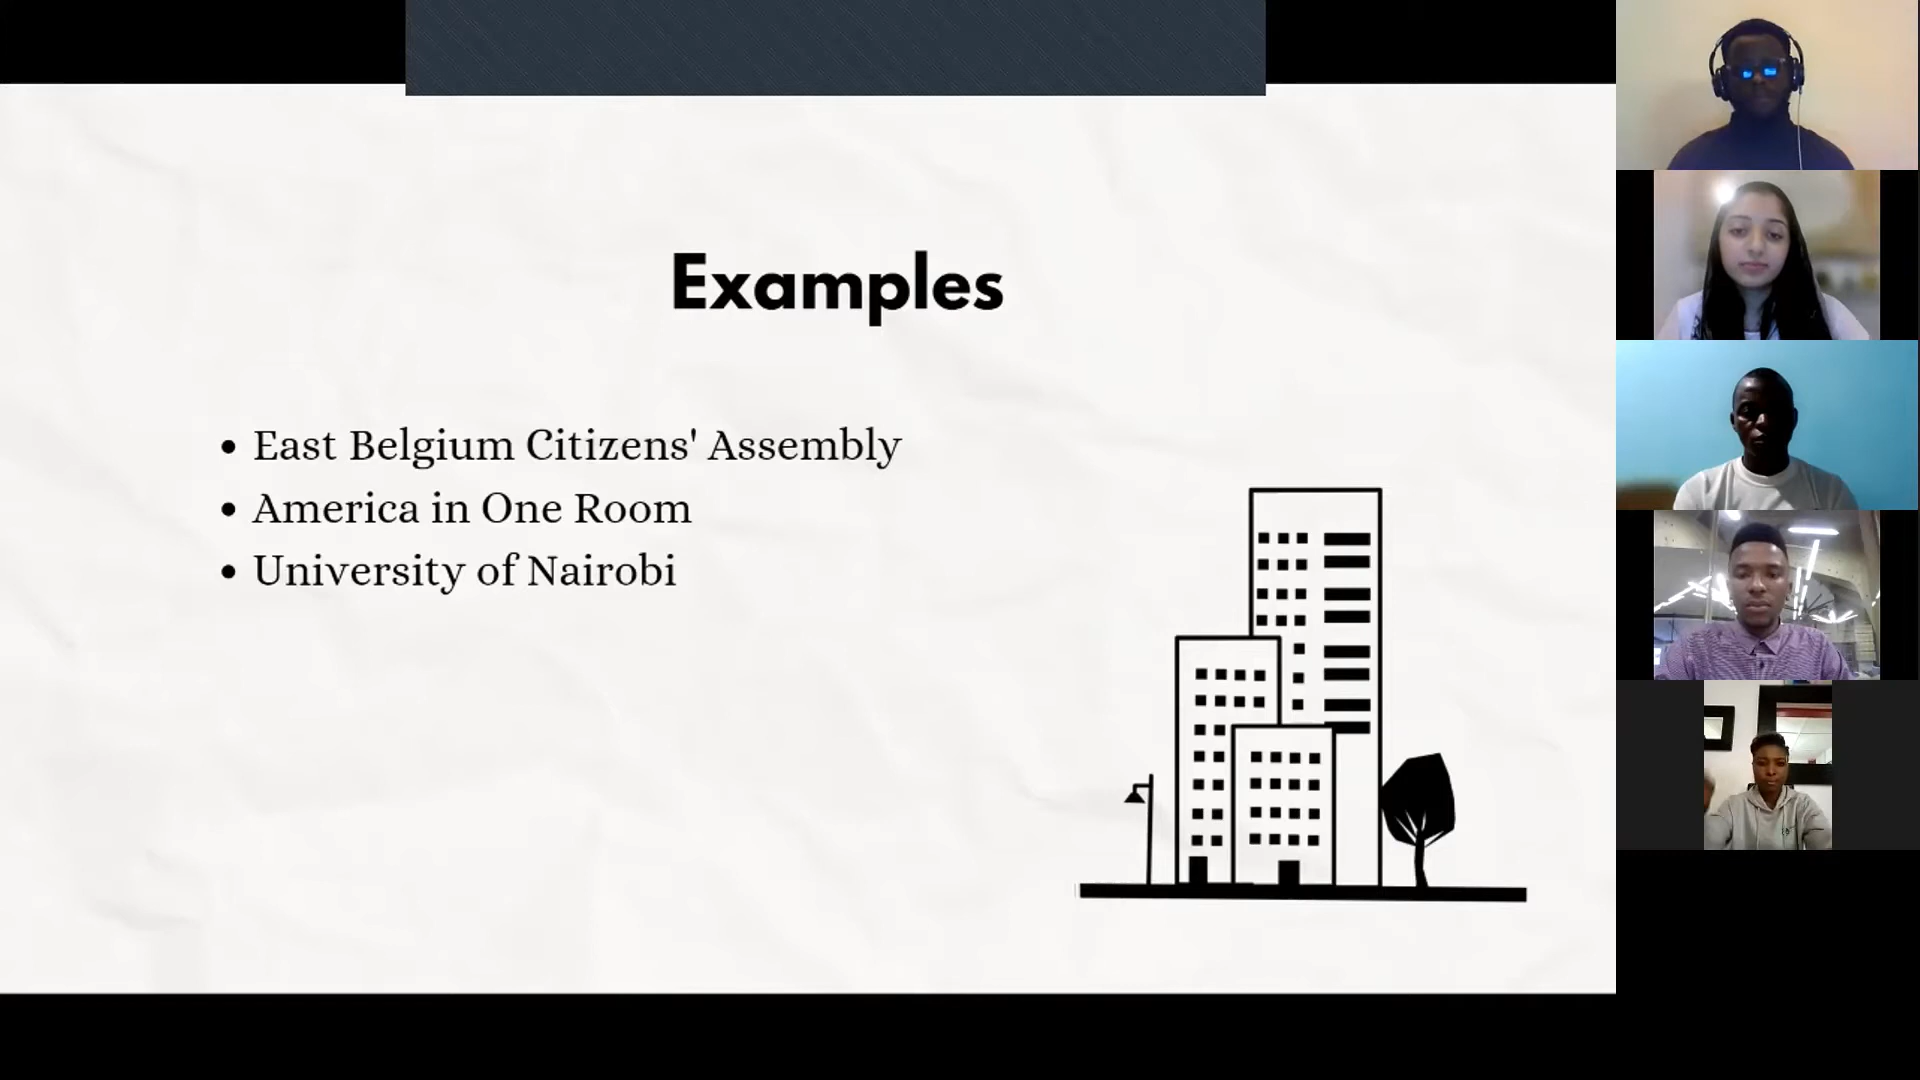 Examples
• East Belgium Citizens' Assembly
• America in One Room
• University of Nairobi